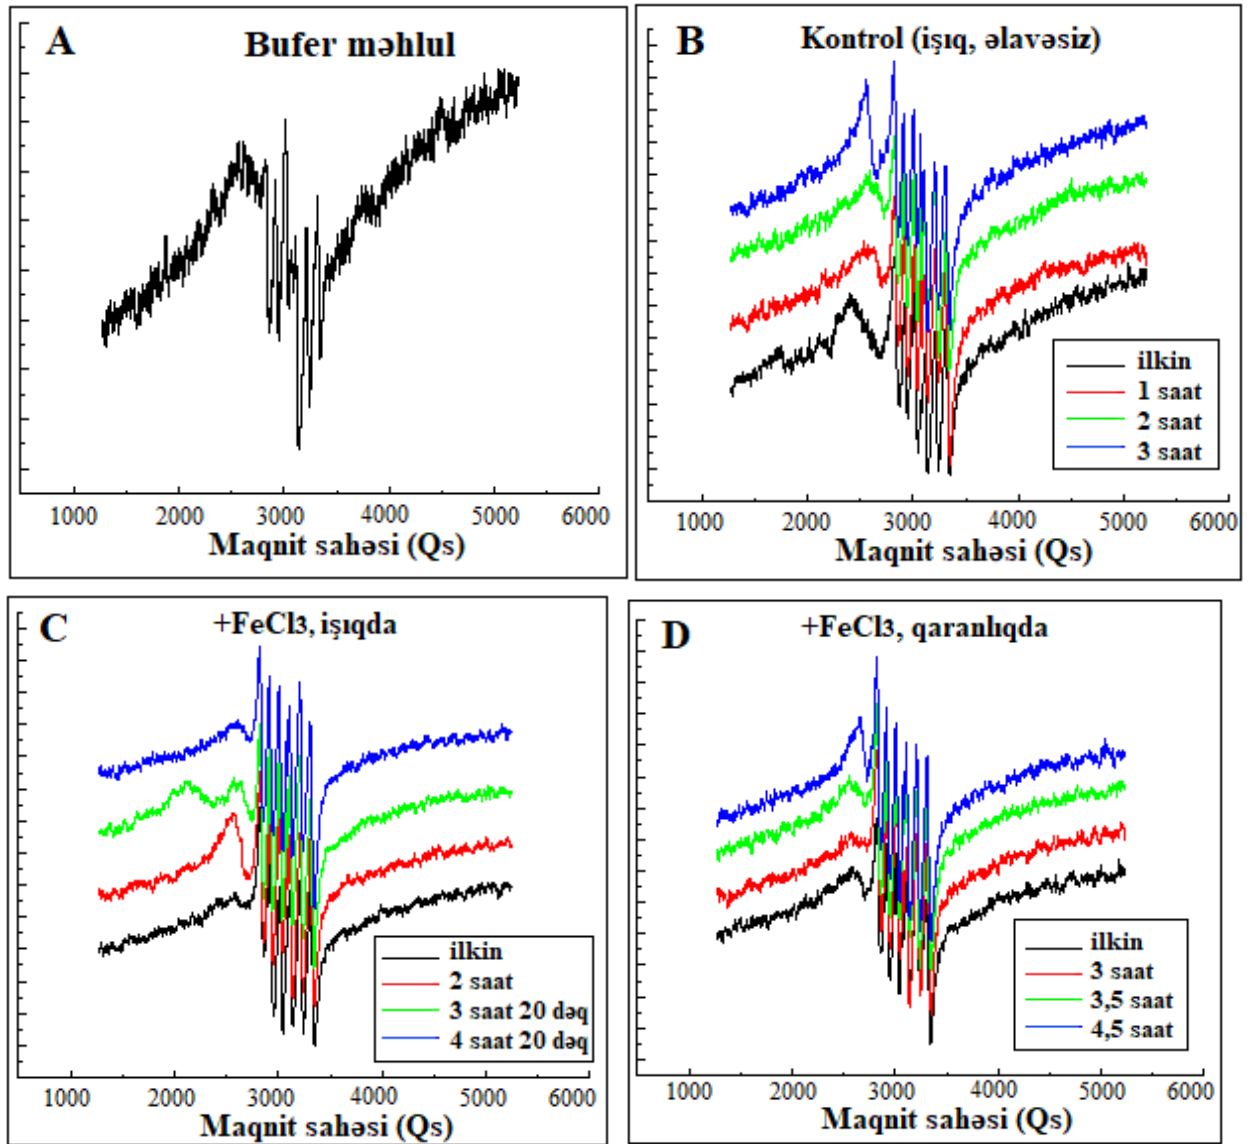 A
Bufer məhlul
1000 2000 3000 4000 5000 6000
Maqnit sahəsi (Qs)
B
Kontrol (işıq, əlavəsiz)
ilkin
1 saat
2 saat
3 saat
1000 2000 3000 4000 5000 6000
Maqnit sahəsi (Qs)
C
+FeCl3, işıqda
ilkin
2 saat
3 saat 20 dəq
4 saat 20 dəq
1000 2000 3000 4000 5000 6000
Maqnit sahəsi (Qs)
D
+FeCl3, qaranlıqda
ilkin
3 saat
3,5 saat
4,5 saat
1000 2000 3000 4000 5000 6000
Maqnit sahəsi (Qs)